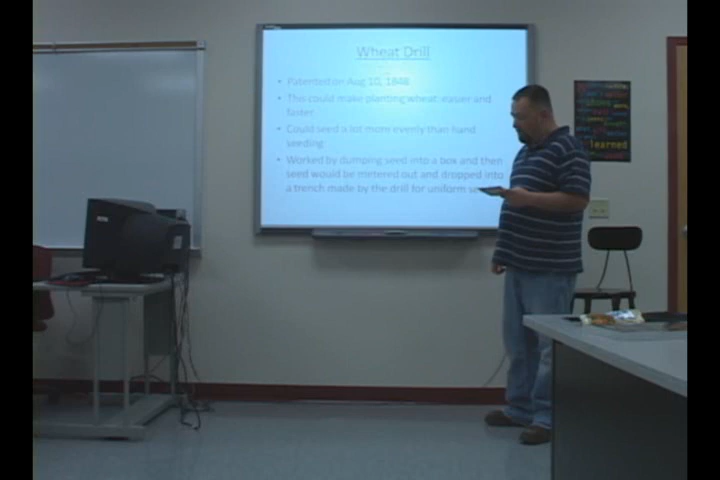 Wheat Drill
• Patented on Aug 10, 1848
• This could make planting wheat easier and
faster
• Could seed a lot more evenly than hand
seeding
• Worked by dumping seed into a box and then
seed would be metered out and dropped into
a trench made by the drill for uniform
learned